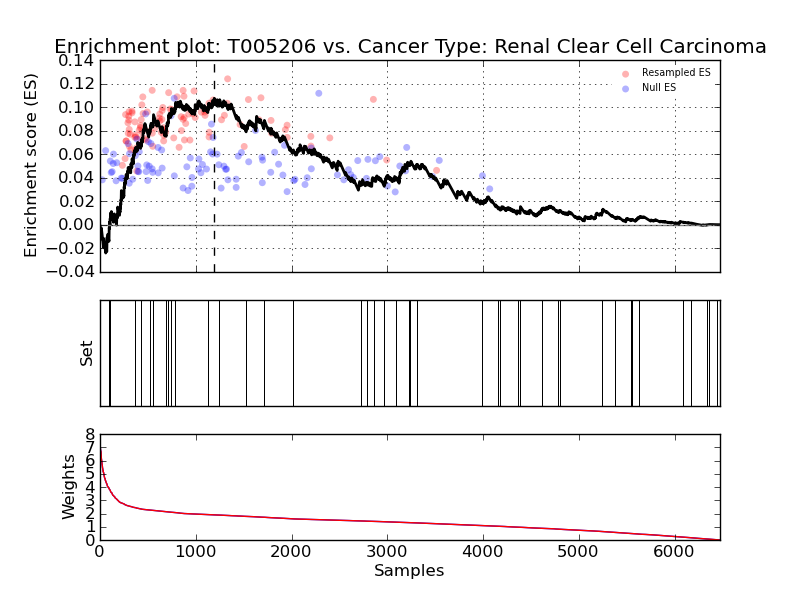 Enrichment plot: T005206 vs. Cancer Type: Renal Clear Cell Carcinoma
Enrichment score (ES)
0.14
0.12
0.10
0.08
0.06
0.04
0.02
0.00
−0.02
−0.04
Resampled ES
Null ES
Set
Weights
8
7
6
5
4
3
2
1
0
0 1000 2000 3000 4000 5000 6000
Samples